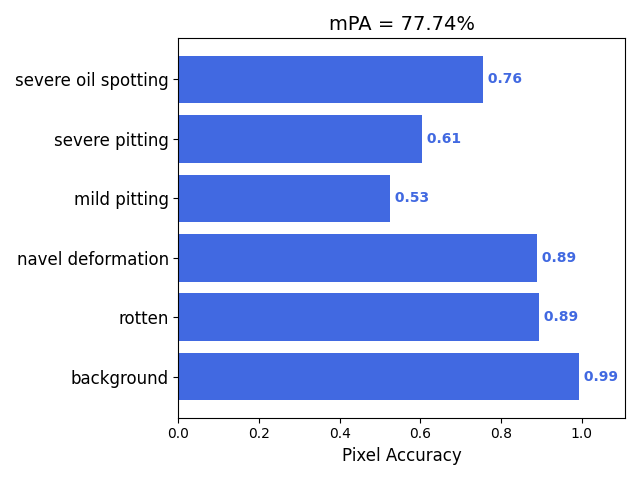 mPA = 77.74%
severe oil spotting 0.76
severe pitting 0.61
mild pitting 0.53
navel deformation 0.89
rotten 0.89
background 0.99
0.0 0.2 0.4 0.6 0.8 1.0
Pixel Accuracy